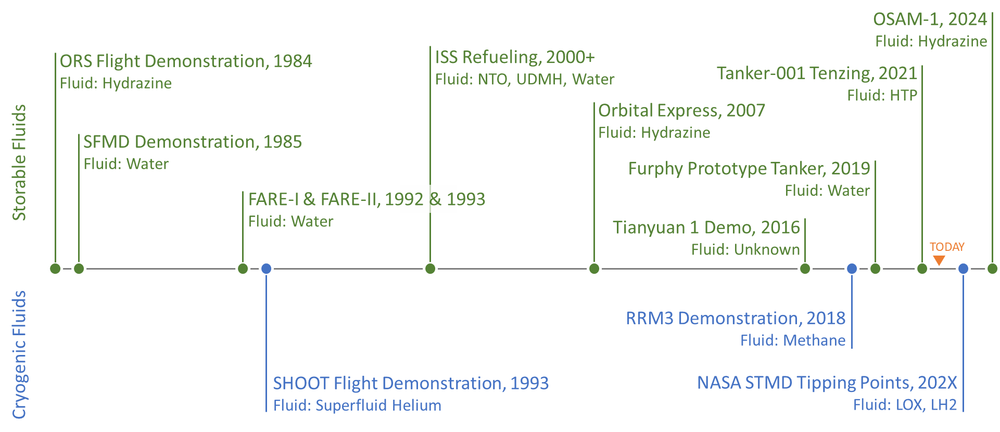 OSAM-1, 2024
Fluid: Hydrazine
ORS Flight Demonstration, 1984
Fluid: Hydrazine
ISS Refueling, 2000+
Fluid: NTO, UDMH, Water
Tanker-001 Tenzing, 2021
Fluid: HTP
Orbital Express, 2007
Fluid: Hydrazine
SFMD Demonstration, 1985
Fluid: Water
Furphy Prototype Tanker, 2019
Fluid: Water
FARE-I & FARE-II, 1992 & 1993
Fluid: Water
Tianyuan 1 Demo, 2016
Fluid: Unknown
TODAY
Storable Fluids
Cryogenic Fluids
RRM3 Demonstration, 2018
Fluid: Methane
SHOOT Flight Demonstration, 1993
Fluid: Superfluid Helium
NASA STMD Tipping Points, 202X
Fluid: LOX, LH2